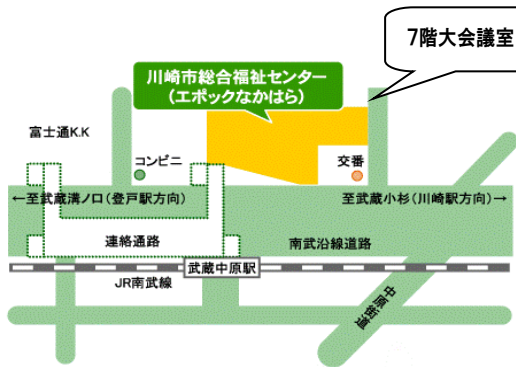 7階大会議室
川崎市総合福祉センター
(エポックなかはら)
富士通K.K
コンビニ
交番
←至武蔵溝ノ口(登戸駅方向)
至武蔵小杉(川崎駅方向)→
連絡通路
南武沿線道路
武蔵中原駅
JR南武線
中原街道